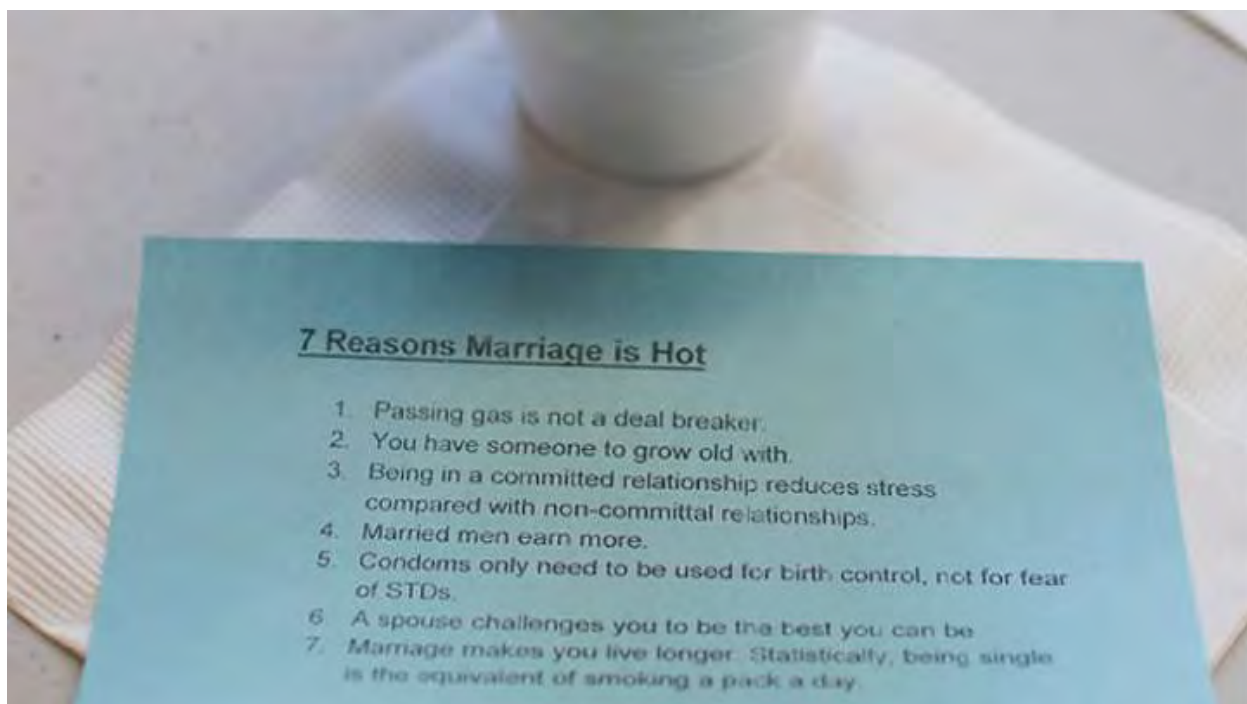 7 Reasons Marriage is Hot
1. Passing gas is not a deal breaker.
2. You have someone to grow old with.
3. Being in a committed relationship reduces stress
compared with non-committal relationships.
4. Married men earn more.
5. Condoms only need to be used for birth control, not for fear
of STDs.
6 A spouse challenges you to be the best you can be
7. Marriage makes you live longer. Statistically, being single
is the equivalent of smoking a pack a day.